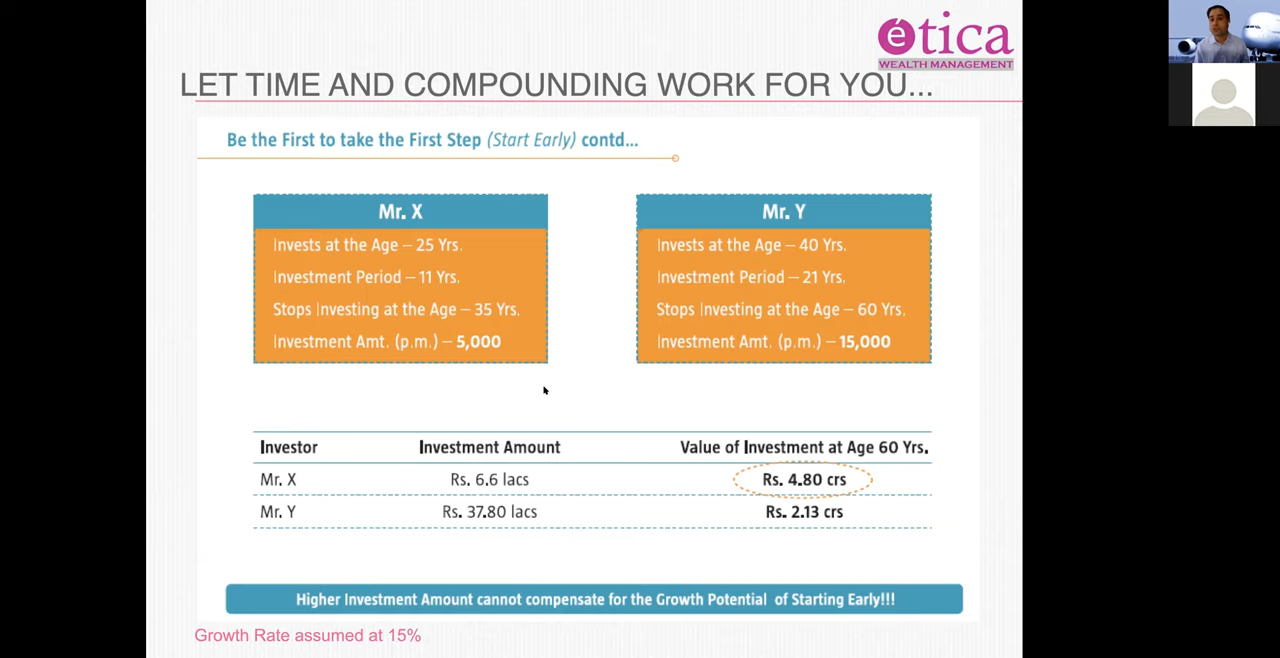 ética
WEALTH MANAGEMENT
LET TIME AND COMPOUNDING WORK FOR YOU...
Be the First to take the First Step (Start Early) contd...
Mr. X
Invests at the Age – 25 Yrs.
Investment Period – 11 Yrs.
Stops Investing at the Age – 35 Yrs.
Investment Amt. (p.m.) – 5,000
Mr. Y
Invests at the Age – 40 Yrs.
Investment Period – 21 Yrs.
Stops Investing at the Age – 60 Yrs.
Investment Amt. (p.m.) – 15,000
Investor Investment Amount Value of Investment at Age 60 Yrs.
Mr. X Rs. 6.6 lacs Rs. 4.80 crs
Mr. Y Rs. 37.80 lacs Rs. 2.13 crs
Higher Investment Amount cannot compensate for the Growth Potential of Starting Early!!!
Growth Rate assumed at 15%